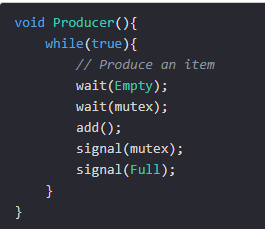 void Producer(){
    while(true){
        // Produce an item
        wait(Empty);
        wait(mutex);
        add();
        signal(mutex);
        signal(Full);
    }
}